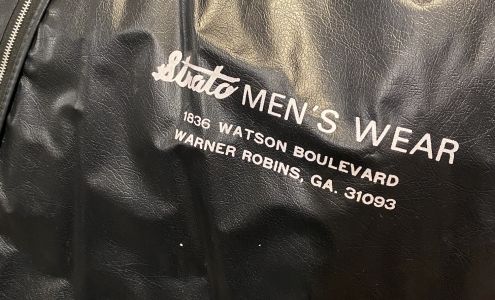 Strato MEN'S WEAR
1836 WATSON BOULEVARD
WARNER ROBINS, GA. 31093